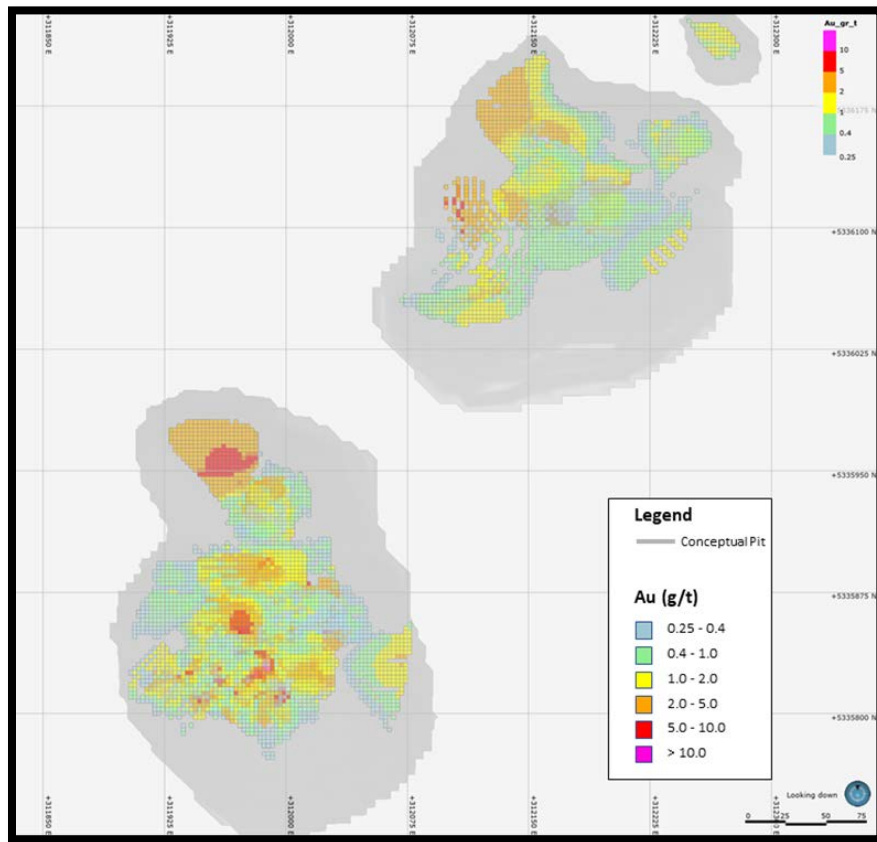 +311850 E
+311925 E
+312000 E
+312075 E
+312150 E
+312225 E
+312300 E
Au_gr_t
10
5
2
1
0.4
0.25
+5336175 N
+5336100 N
+5336025 N
+5335950 N
Legend
Conceptual Pit
+5335875 N
Au (g/t)
0.25 - 0.4
0.4 - 1.0
1.0 - 2.0
2.0 - 5.0
5.0 - 10.0
> 10.0
+5335800 N
Looking down
+311850 E
+311925 E
+312000 E
+312075 E
+312150 E
+312225 E
+312300 E
0 25 50 75